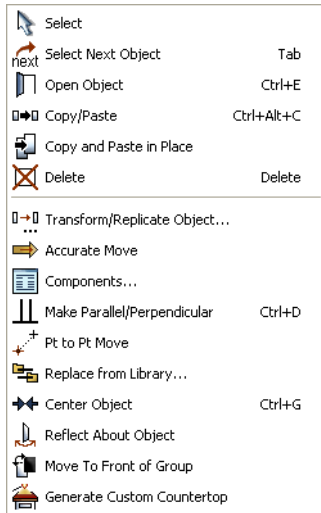 Select
next Select Next Object Tab
Open Object Ctrl+E
Copy/Paste Ctrl+Alt+C
Copy and Paste in Place
Delete Delete
Transform/Replicate Object...
Accurate Move
Components...
Make Parallel/Perpendicular Ctrl+D
Pt to Pt Move
Replace from Library...
Center Object Ctrl+G
Reflect About Object
Move To Front of Group
Generate Custom Countertop